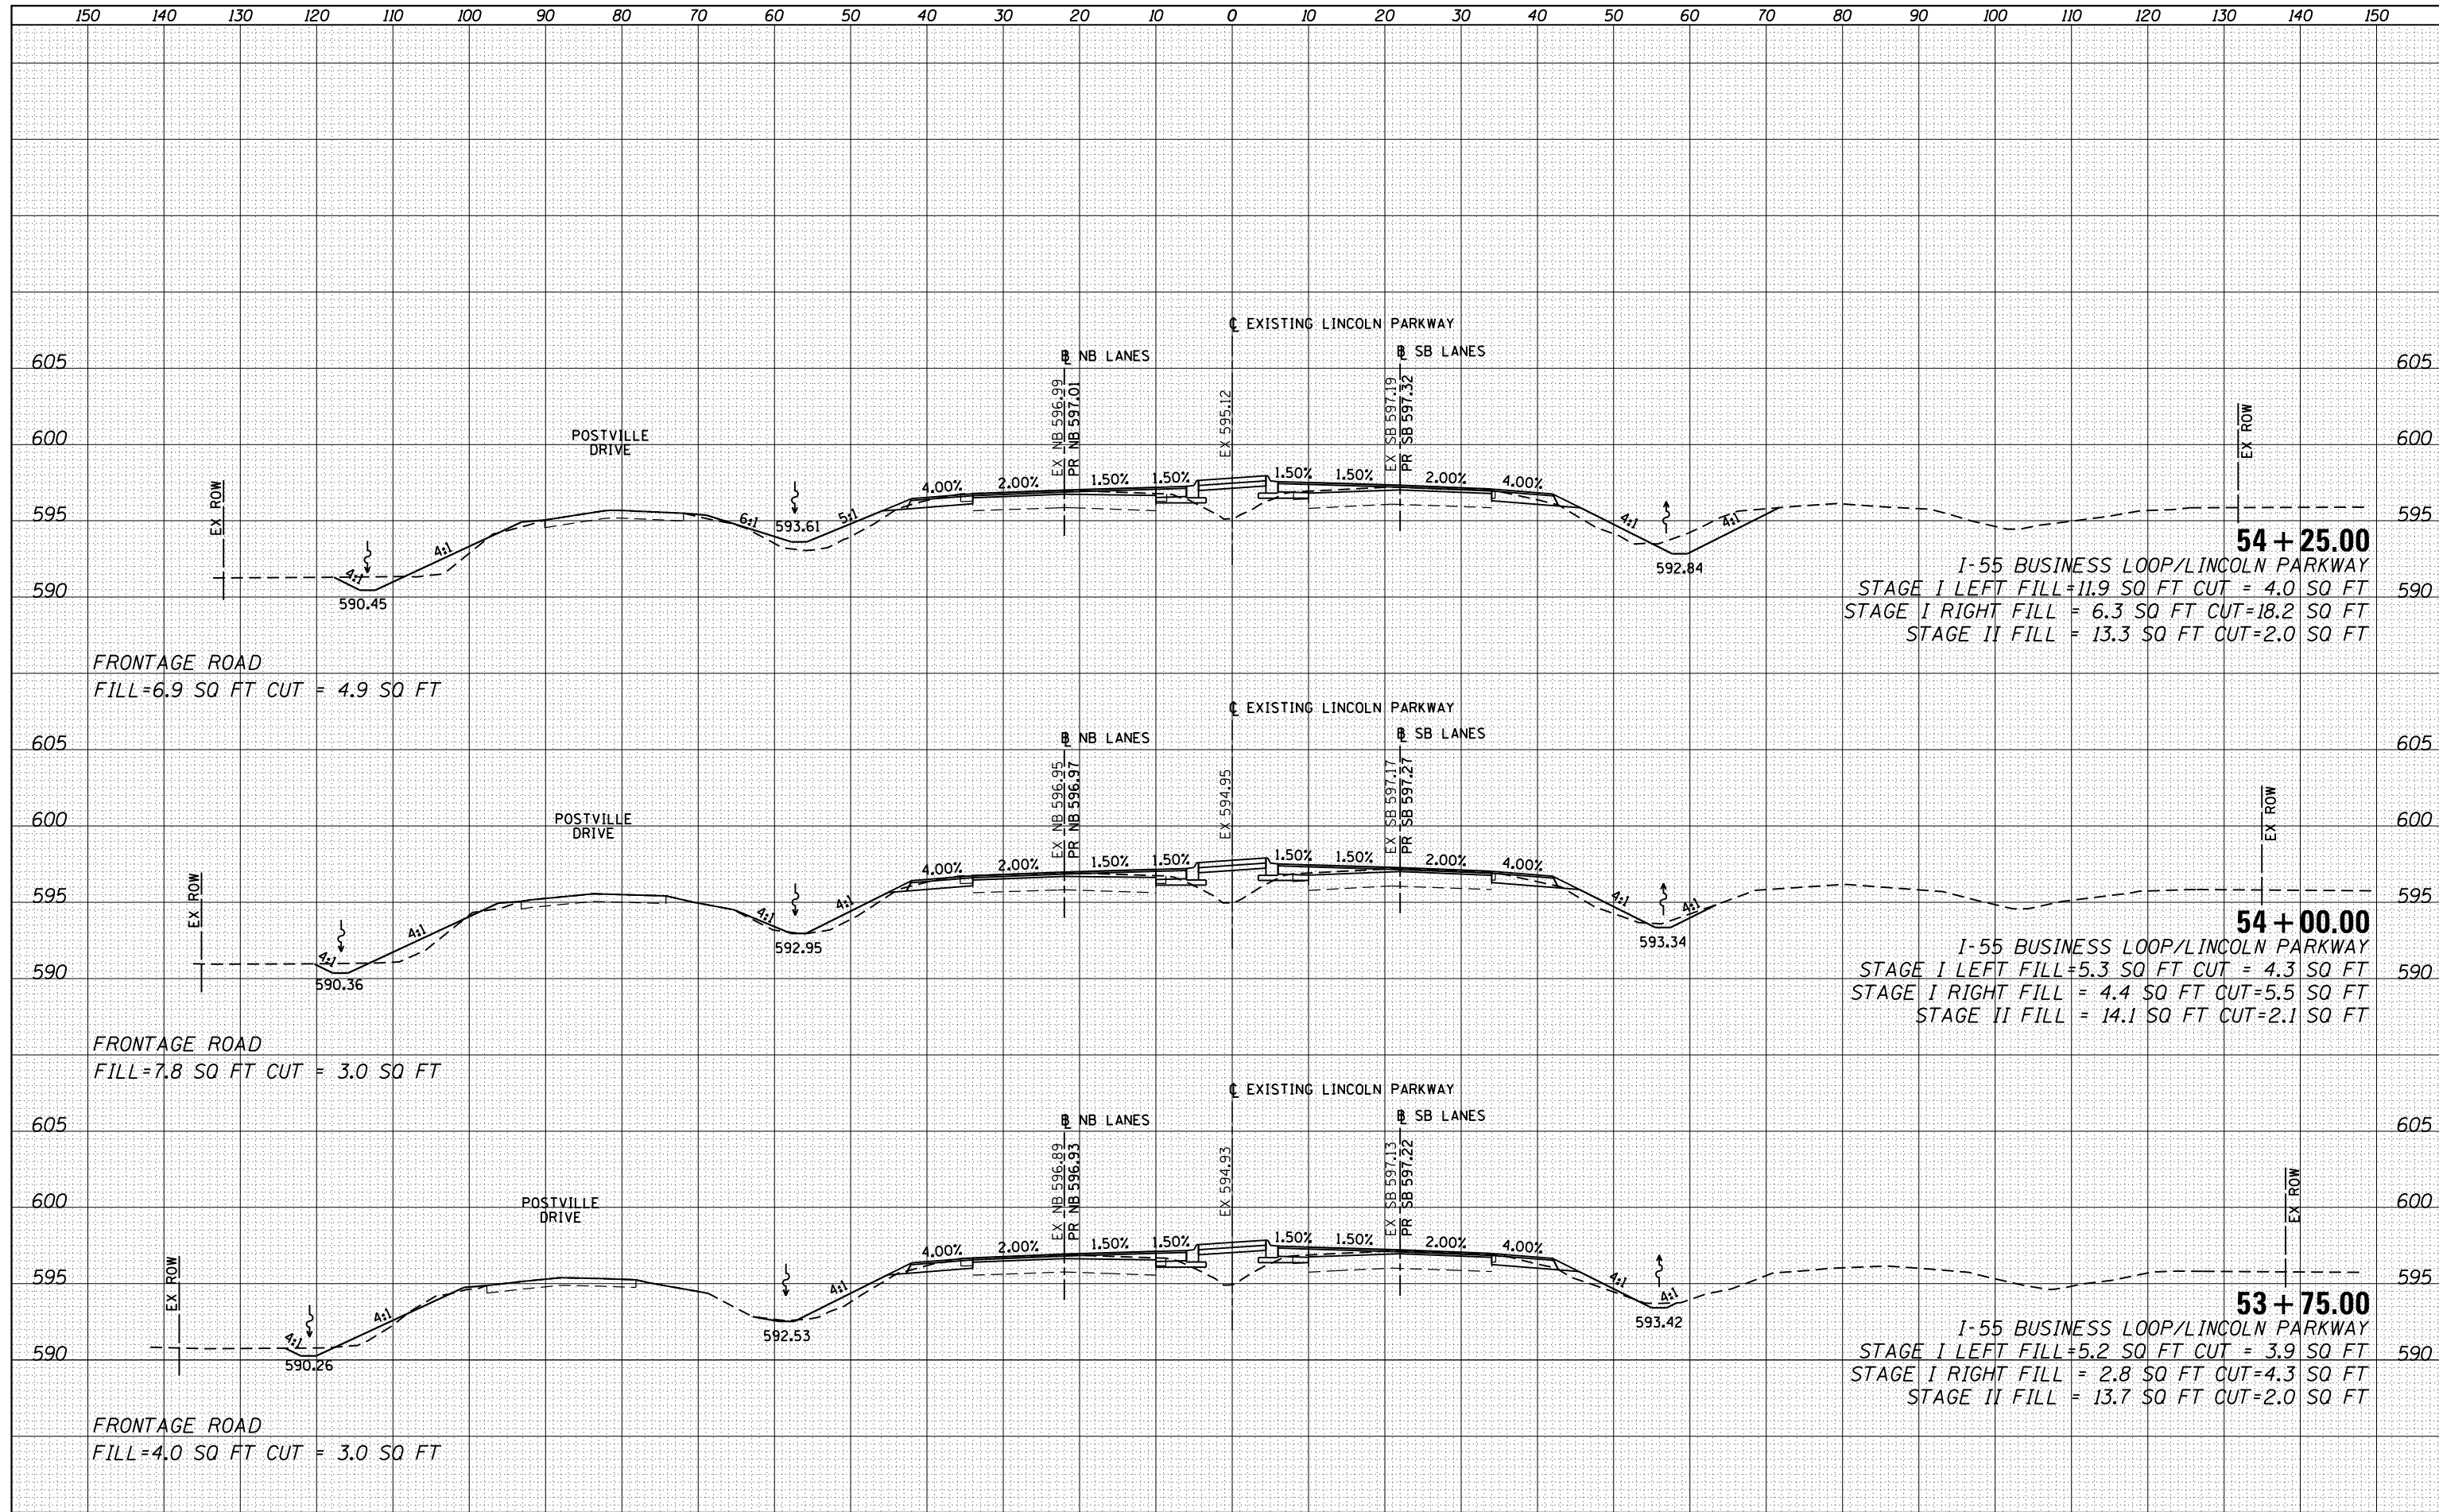 150 140 130 120 110 100 90 80 70 60 50 40 30 20 10 0 10 20 30 40 50 60 70 80 90 100 110 120 130 140 150
℄ EXISTING LINCOLN PARKWAY
B NB LANES
B SB LANES
605
605
EX NB 596.99
PR NB 597.01
EX 595.12
EX SB 597.19
PR SB 597.32
600
600
POSTVILLE
DRIVE
EX ROW
EX ROW
4.00% 2.00% 1.50% 1.50% 1.50% 1.50% 2.00% 4.00%
595
595
6:1 593.61 5:1
4:1 4:1
4:1 4:1
592.84
590.45
590
590
54+25.00
I-55 BUSINESS LOOP/LINCOLN PARKWAY
STAGE I LEFT FILL=11.9 SQ FT CUT = 4.0 SQ FT
STAGE I RIGHT FILL = 6.3 SQ FT CUT=18.2 SQ FT
STAGE II FILL = 13.3 SQ FT CUT=2.0 SQ FT
FRONTAGE ROAD
FILL=6.9 SQ FT CUT = 4.9 SQ FT
℄ EXISTING LINCOLN PARKWAY
B NB LANES
B SB LANES
605
605
EX NB 596.95
PR NB 596.97
EX 594.95
EX SB 597.17
PR SB 597.27
600
600
POSTVILLE
DRIVE
EX ROW
EX ROW
4.00% 2.00% 1.50% 1.50% 1.50% 1.50% 2.00% 4.00%
595
595
4:1 4:1
4:1 4:1
4:1 4:1
592.95
593.34
590.36
590
590
54+00.00
I-55 BUSINESS LOOP/LINCOLN PARKWAY
STAGE I LEFT FILL=5.3 SQ FT CUT = 4.3 SQ FT
STAGE I RIGHT FILL = 4.4 SQ FT CUT=5.5 SQ FT
STAGE II FILL = 14.1 SQ FT CUT=2.1 SQ FT
FRONTAGE ROAD
FILL=7.8 SQ FT CUT = 3.0 SQ FT
℄ EXISTING LINCOLN PARKWAY
B NB LANES
B SB LANES
605
605
EX NB 596.89
PR NB 596.93
EX 594.93
EX SB 597.13
PR SB 597.22
600
600
POSTVILLE
DRIVE
EX ROW
EX ROW
4.00% 2.00% 1.50% 1.50% 1.50% 1.50% 2.00% 4.00%
595
595
4:1 4:1
4:1
4:1 4:1
592.53
593.42
590.26
590
590
53+75.00
I-55 BUSINESS LOOP/LINCOLN PARKWAY
STAGE I LEFT FILL=5.2 SQ FT CUT = 3.9 SQ FT
STAGE I RIGHT FILL = 2.8 SQ FT CUT=4.3 SQ FT
STAGE II FILL = 13.7 SQ FT CUT=2.0 SQ FT
FRONTAGE ROAD
FILL=4.0 SQ FT CUT = 3.0 SQ FT